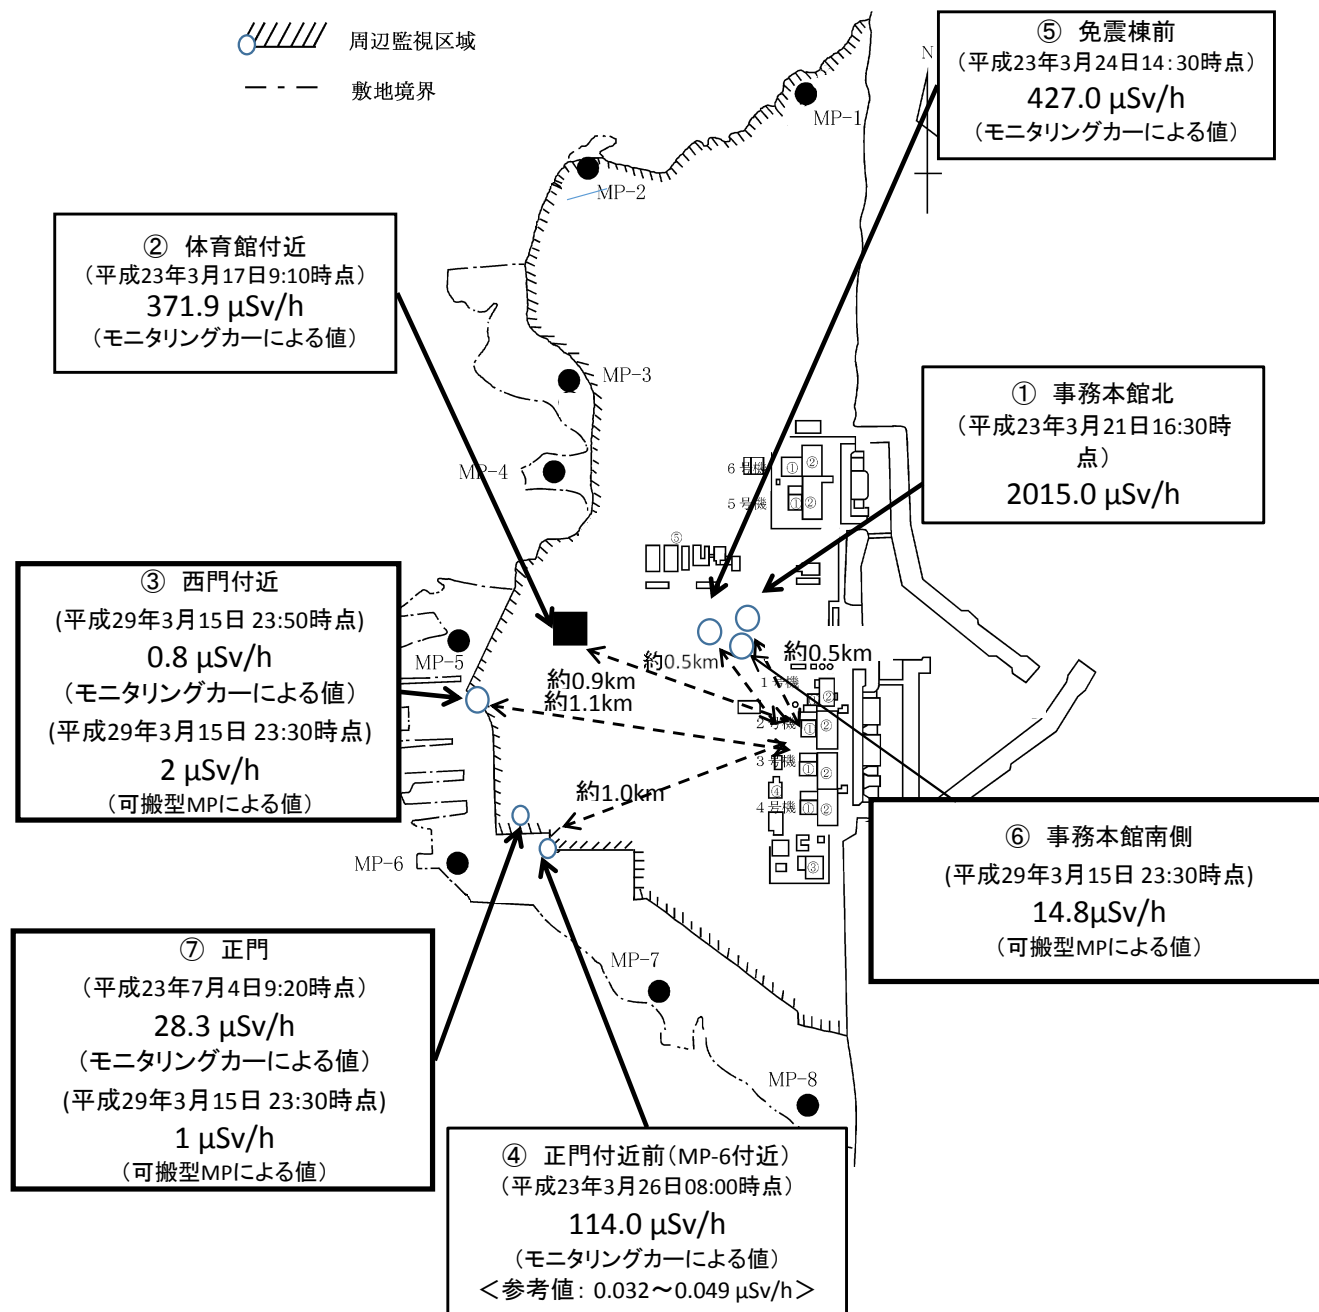 周辺監視区域
敷地境界
⑤ 免震棟前
(平成23年3月24日14:30時点)
427.0 μSv/h
(モニタリングカーによる値)
N
MP-1
MP-2
② 体育館付近
(平成23年3月17日9:10時点)
371.9 μSv/h
(モニタリングカーによる値)
MP-3
① 事務本館北
(平成23年3月21日16:30時
点)
2015.0 μSv/h
MP-4
6号機
①
②
5号機
①
②
⑤
③ 西門付近
(平成29年3月15日 23:50時点)
0.8 μSv/h
(モニタリングカーによる値)
(平成29年3月15日 23:30時点)
2 μSv/h
(可搬型MPによる値)
MP-5
約0.5km
約0.5km
約0.9km
約1.1km
1号機
②
2号機
①
②
3号機
①
②
約1.0km
④
4号機
①
②
③
MP-6
⑥ 事務本館南側
(平成29年3月15日 23:30時点)
14.8μSv/h
(可搬型MPによる値)
⑦ 正門
(平成23年7月4日9:20時点)
28.3 μSv/h
(モニタリングカーによる値)
(平成29年3月15日 23:30時点)
1 μSv/h
(可搬型MPによる値)
MP-7
MP-8
④ 正門付近前(MP-6付近)
(平成23年3月26日08:00時点)
114.0 μSv/h
(モニタリングカーによる値)
<参考値: 0.032~0.049 μSv/h>